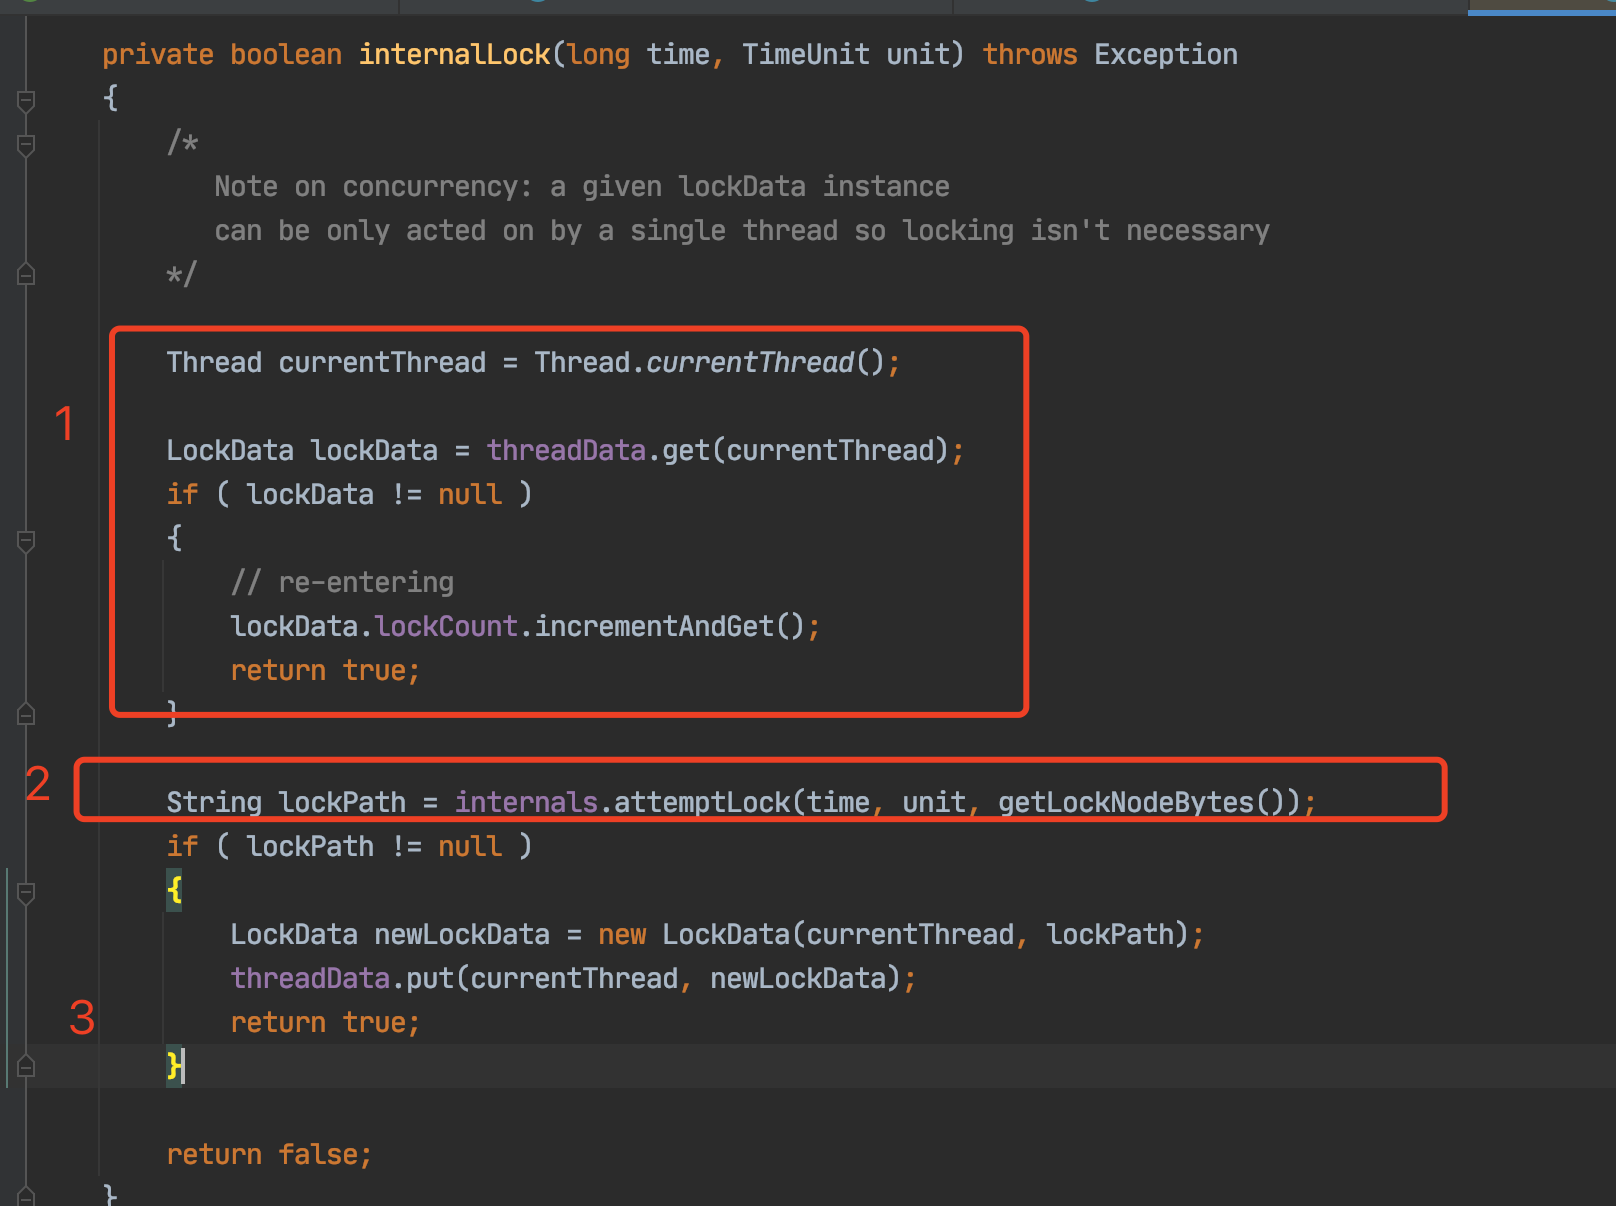 private boolean internalLock(long time, TimeUnit unit) throws Exception
{
/*
Note on concurrency: a given lockData instance
can be only acted on by a single thread so locking isn't necessary
*/
Thread currentThread = Thread.currentThread();
1
LockData lockData = threadData.get(currentThread);
if ( lockData != null )
{
// re-entering
lockData.lockCount.incrementAndGet();
return true;
}
2
String lockPath = internals.attemptLock(time, unit, getLockNodeBytes());
if ( lockPath != null )
{
LockData newLockData = new LockData(currentThread, lockPath);
threadData.put(currentThread, newLockData);
3
return true;
}
return false;
}